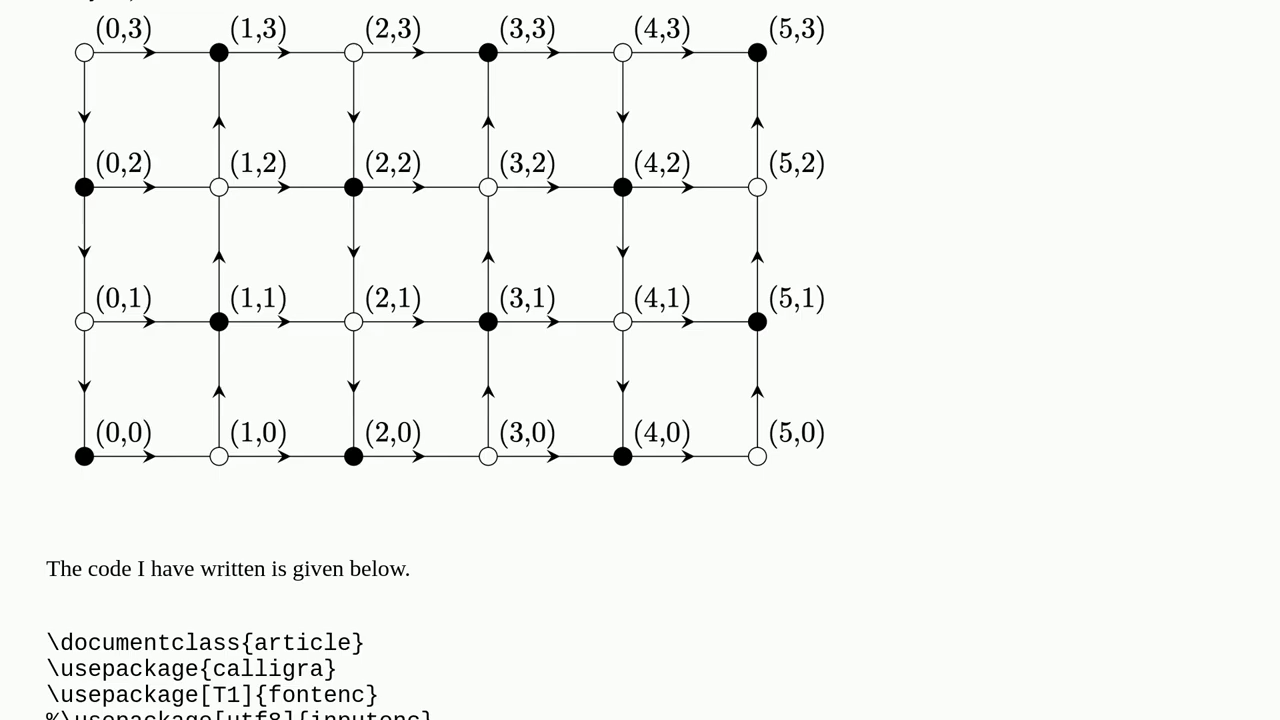 (0,3) (1,3) (2,3) (3,3) (4,3) (5,3)
(0,2) (1,2) (2,2) (3,2) (4,2) (5,2)
(0,1) (1,1) (2,1) (3,1) (4,1) (5,1)
(0,0) (1,0) (2,0) (3,0) (4,0) (5,0)
The code I have written is given below.
\documentclass{article}
\usepackage{calligra}
\usepackage[T1]{fontenc}
%\usepackage[utf8]{inputenc}